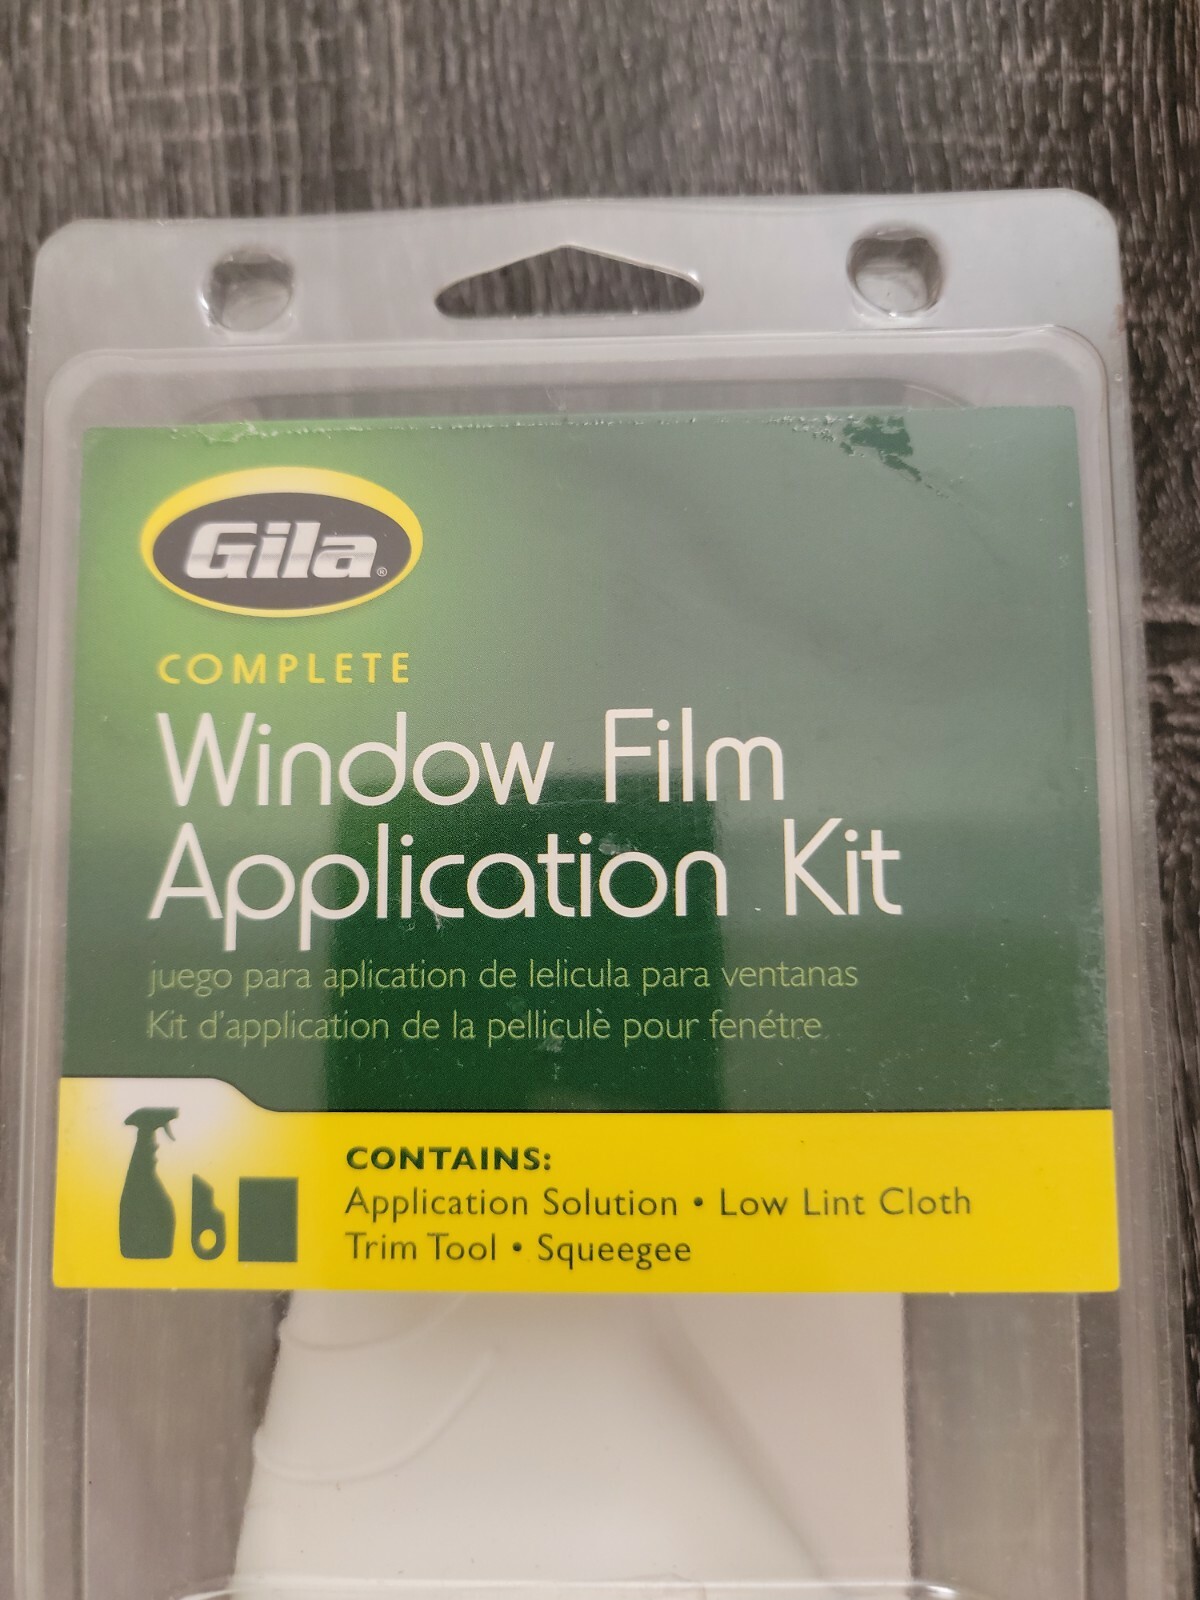 Gila®
COMPLETE
Window Film
Application Kit
juego para aplication de lelicula para ventanas
Kit d'application de la pelliculè pour fenétre
CONTAINS:
Application Solution • Low Lint Cloth
Trim Tool • Squeegee